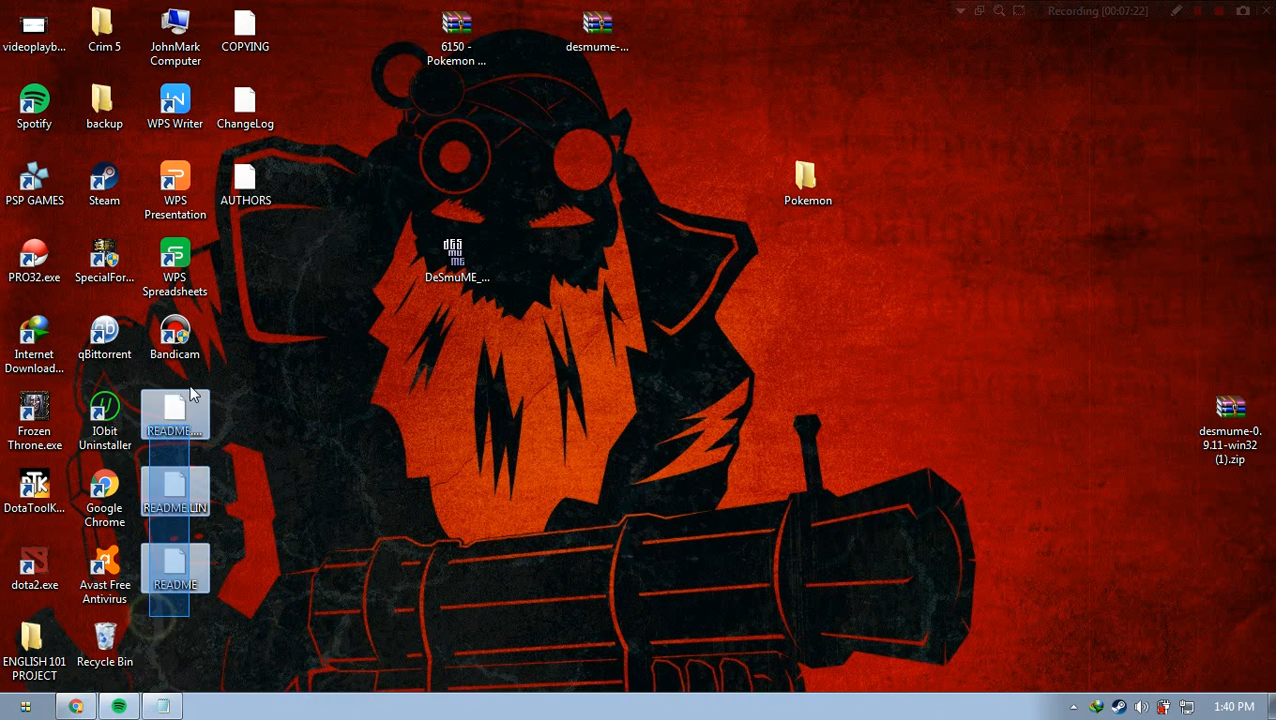 Recording [00:07:22]
videoplayb...
Crim 5
JohnMark
Computer
COPYING
6150 -
Pokemon ...
desmume-...
Spotify
backup
WPS Writer
ChangeLog
PSP GAMES
Steam
WPS
Presentation
AUTHORS
Pokemon
PRO32.exe
SpecialFor...
WPS
Spreadsheets
DeSmuME_...
Internet
Download...
qBittorrent
Bandicam
Frozen
Throne.exe
IObit
Uninstaller
README....
desmume-0.
9.11-win32
(1).zip
DotaToolK...
Google
Chrome
README.LIN
dota2.exe
Avast Free
Antivirus
README
ENGLISH 101
PROJECT
Recycle Bin
1:40 PM